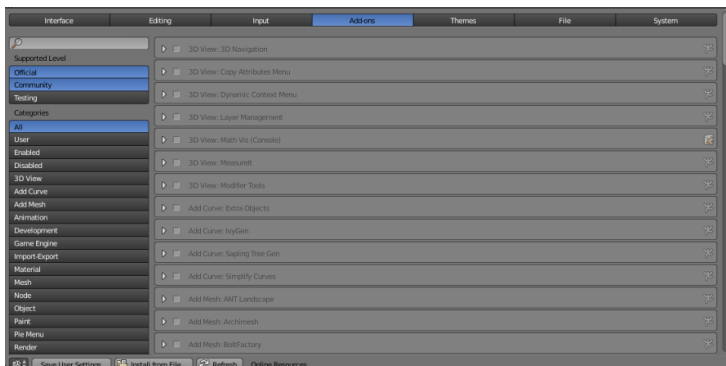 Interface Editing Input Add-ons Themes File System
Supported Level
Official
Community
Testing
Categories
All
User
Enabled
Disabled
3D View
Add Curve
Add Mesh
Animation
Development
Game Engine
Import-Export
Material
Mesh
Node
Object
Paint
Pie Menu
Render
3D View: 3D Navigation
3D View: Copy Attributes Menu
3D View: Dynamic Context Menu
3D View: Layer Management
3D View: Math Vis (Console)
3D View: MeasureIt
3D View: Modifier Tools
Add Curve: Extra Objects
Add Curve: IvyGen
Add Curve: Sapling Tree Gen
Add Curve: Simplify Curves
Add Mesh: ANT Landscape
Add Mesh: Archimesh
Add Mesh: BoltFactory
Save User Settings Install from File... Refresh Online Resources